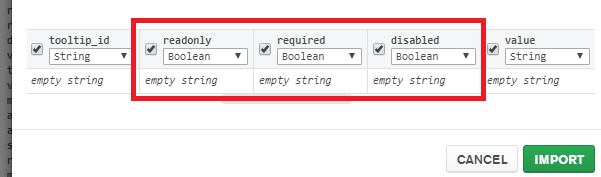 tooltip_id readonly required disabled value
String Boolean Boolean Boolean String
empty string empty string empty string empty string empty string
CANCEL IMPORT